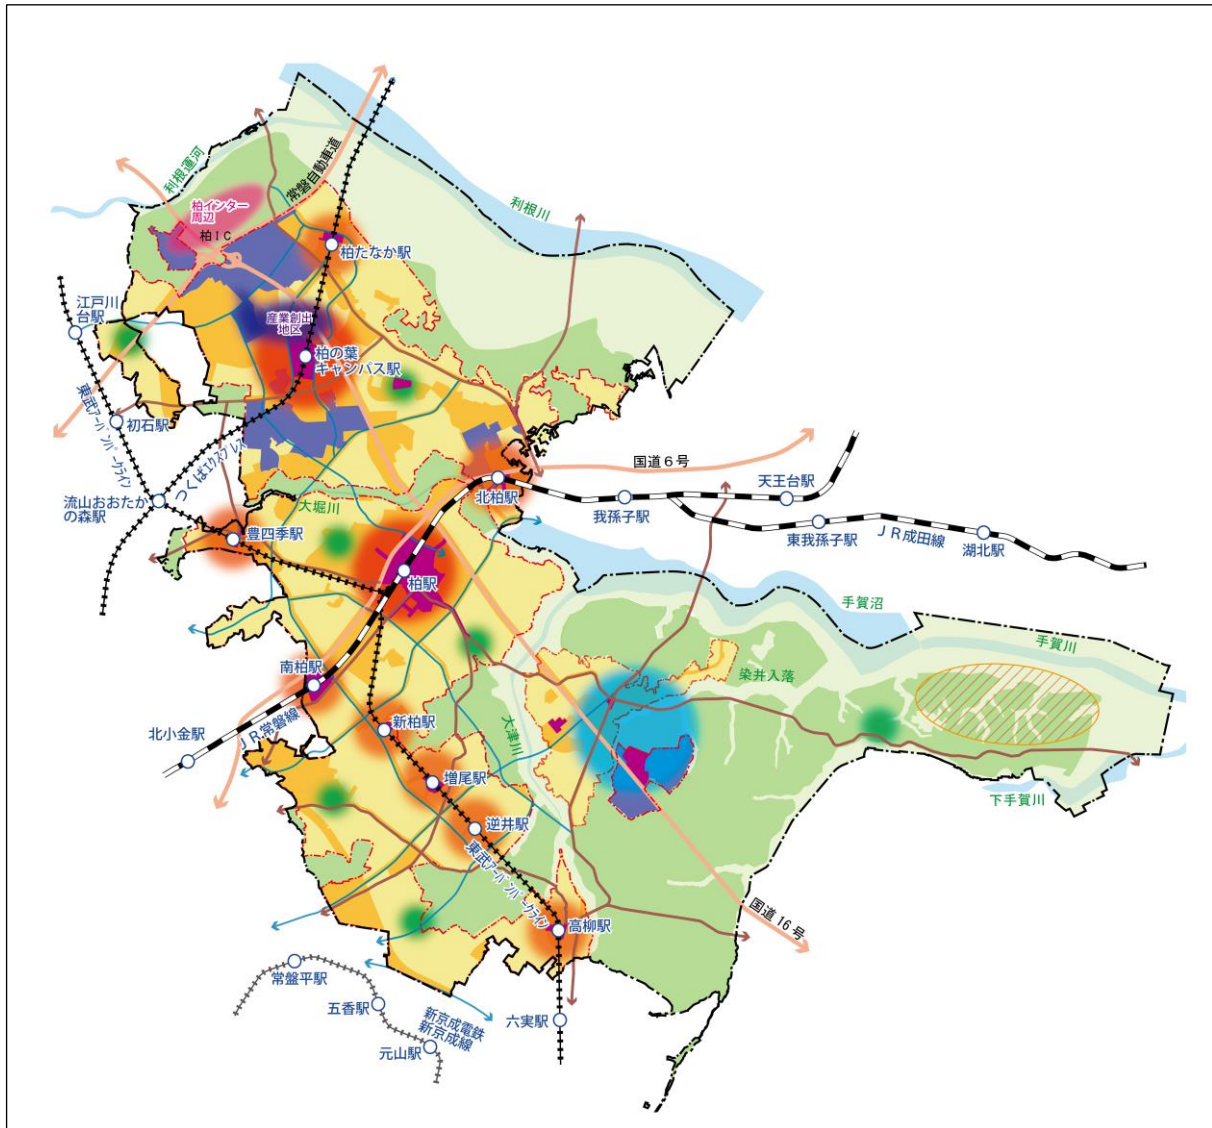 利根運河
常磐自動車道
柏インター
周辺
柏IC
利根川
柏たなか駅
江戸川
台駅
産業創出
地区
柏の葉
キャンパス駅
東武アーバンパークライン
初石駅
つくばエクスプレス
国道6号
天王台駅
流山おおたか
の森駅
大堀川
北柏駅
我孫子駅
東我孫子駅
JR成田線
湖北駅
豊四季駅
柏駅
手賀沼
手賀川
南柏駅
染井入落
新柏駅
大津川
北小金駅
JR常磐線
増尾駅
下手賀川
逆井駅
東武アーバンパークライン
高柳駅
国道16号
常盤平駅
五香駅
新京成電鉄
新京成線
六実駅
元山駅